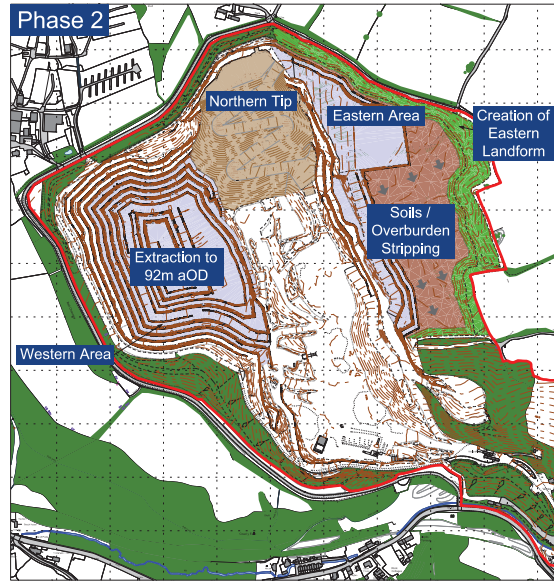 Phase 2
Northern Tip
Eastern Area
Creation of
Eastern
Landform
Soils /
Overburden
Stripping
Extraction to
92m aOD
Western Area